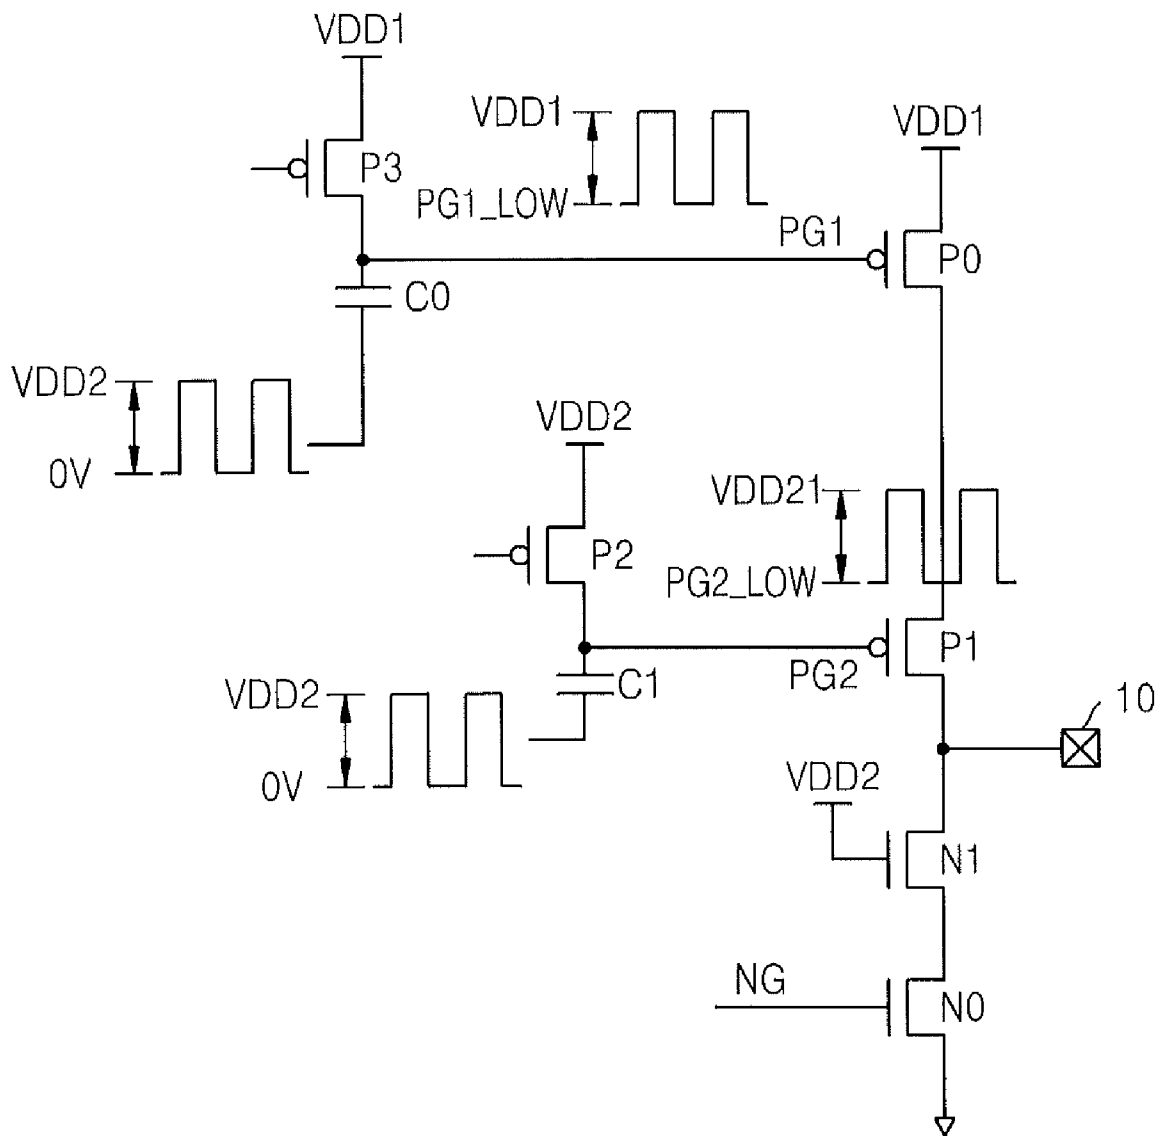 VDD1
VDD1
VDD1
P3
PG1_LOW
PG1
P0
C0
VDD2
0V
VDD2
VDD21
P2
PG2_LOW
P1
PG2
C1
VDD2
10
0V
VDD2
N1
NG
N0